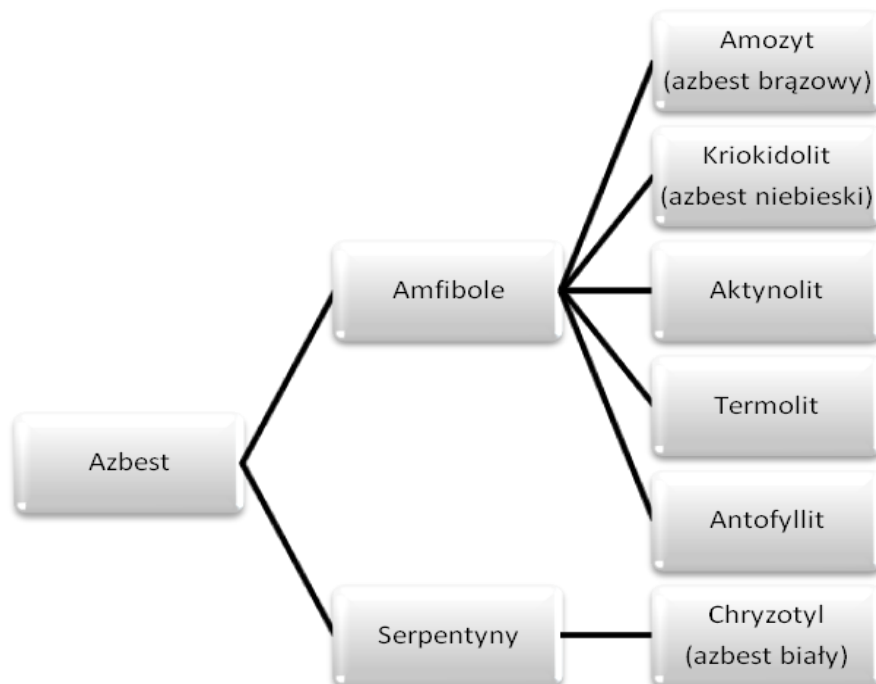 Amozyt
(azbest brązowy)
Kriokidolit
(azbest niebieski)
Amfibole
Aktynolit
Termolit
Azbest
Antofyllit
Serpentyny
Chryzotyl
(azbest biały)